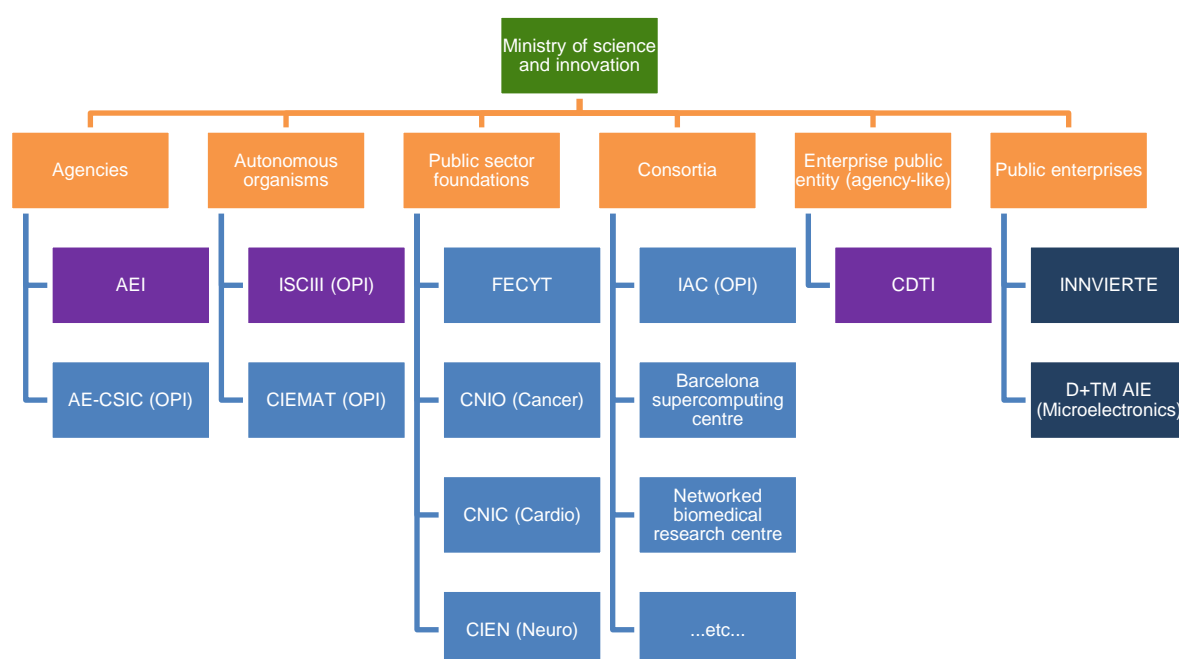 Ministry of science
and innovation
Agencies
Autonomous
organisms
Public sector
foundations
Consortia
Enterprise public
entity (agency-like)
Public enterprises
AEI
ISCIII (OPI)
FECYT
IAC (OPI)
CDTI
INNVIERTE
AE-CSIC (OPI)
CIEMAT (OPI)
CNIO (Cancer)
Barcelona
supercomputing
centre
D+TM AIE
(Microelectronics)
CNIC (Cardio)
Networked
biomedical
research centre
CIEN (Neuro)
...etc...